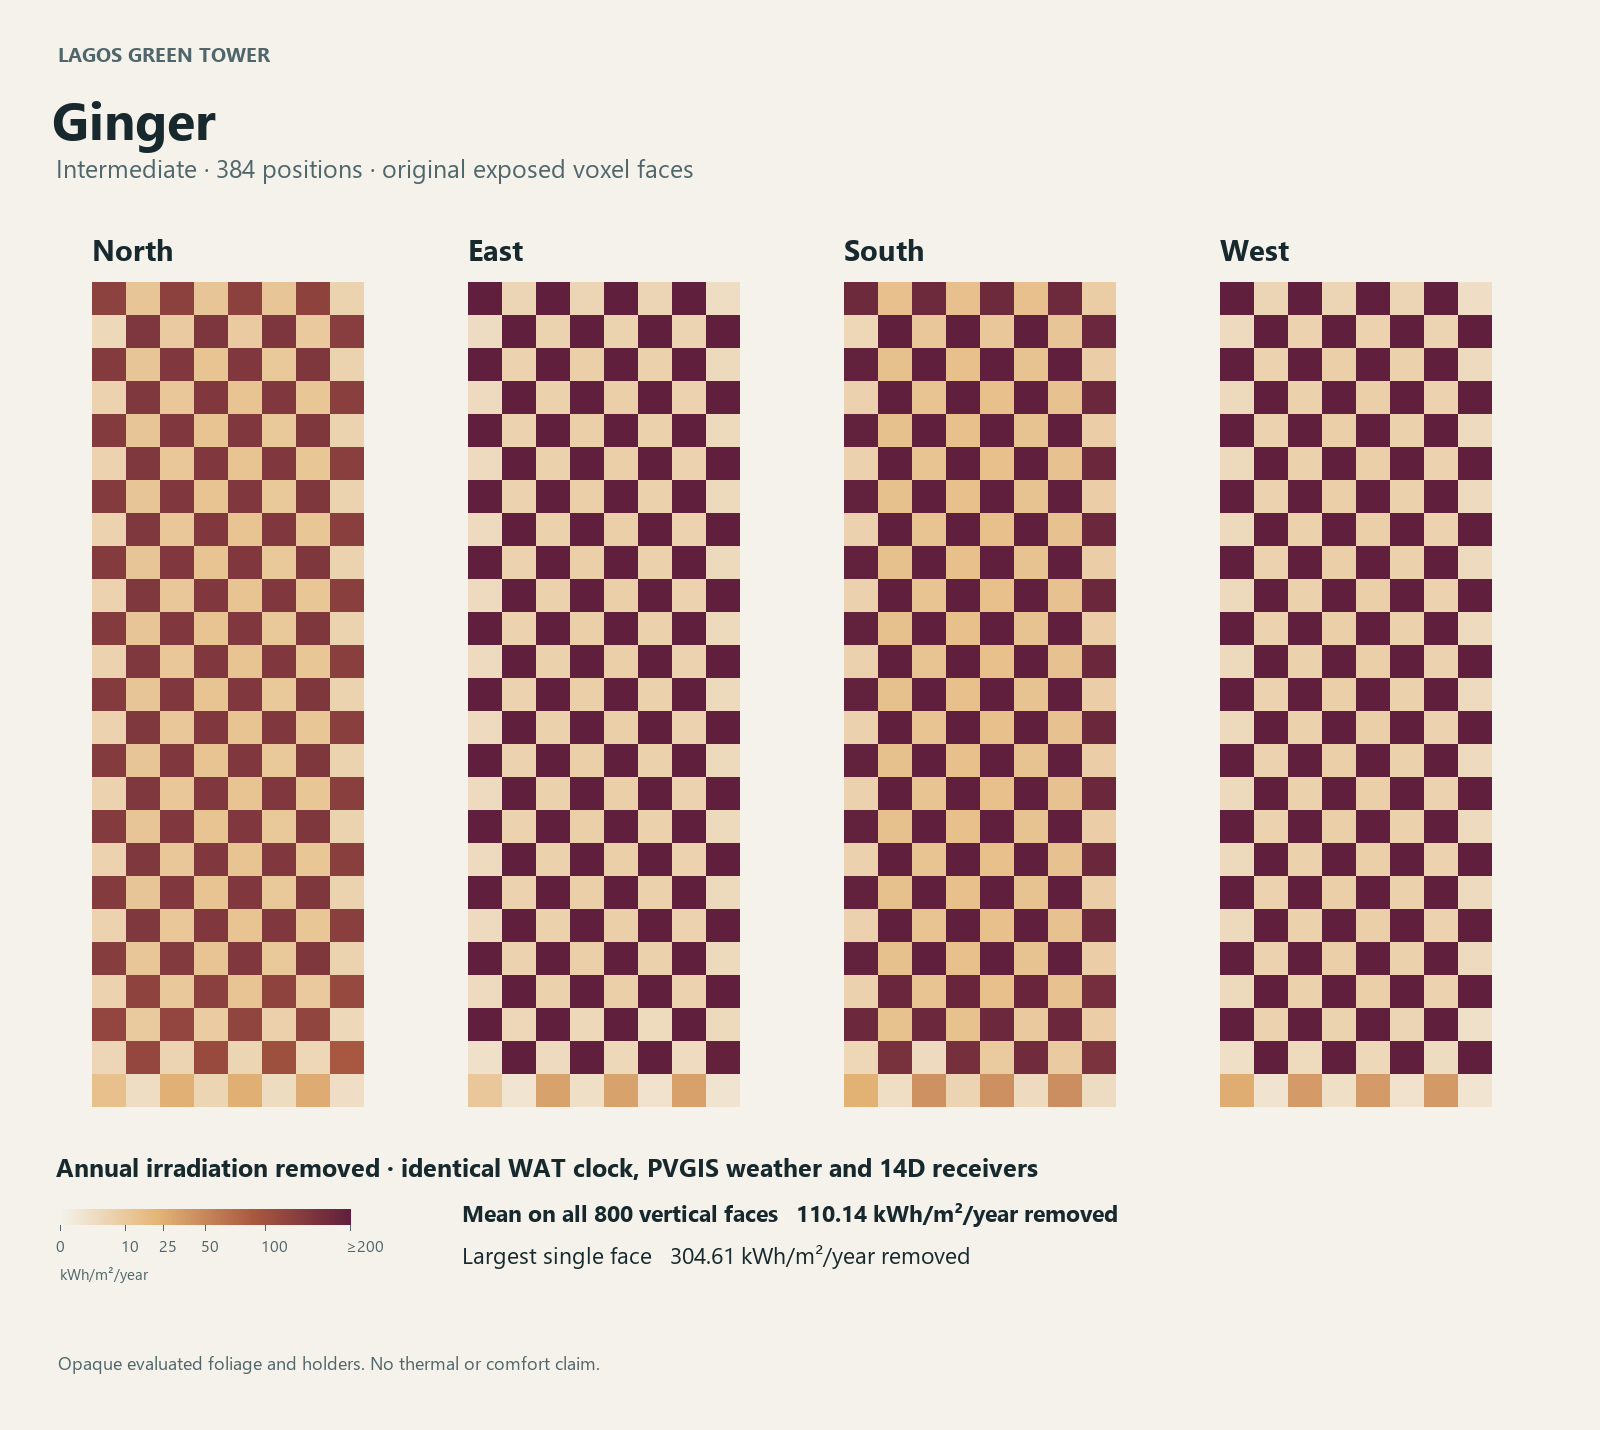 LAGOS GREEN TOWER
Ginger
Intermediate · 384 positions · original exposed voxel faces
North East South West
Annual irradiation removed · identical WAT clock, PVGIS weather and 14D receivers
Mean on all 800 vertical faces 110.14 kWh/m²/year removed
0 10 25 50 100 ≥200
Largest single face 304.61 kWh/m²/year removed
kWh/m²/year
Opaque evaluated foliage and holders. No thermal or comfort claim.